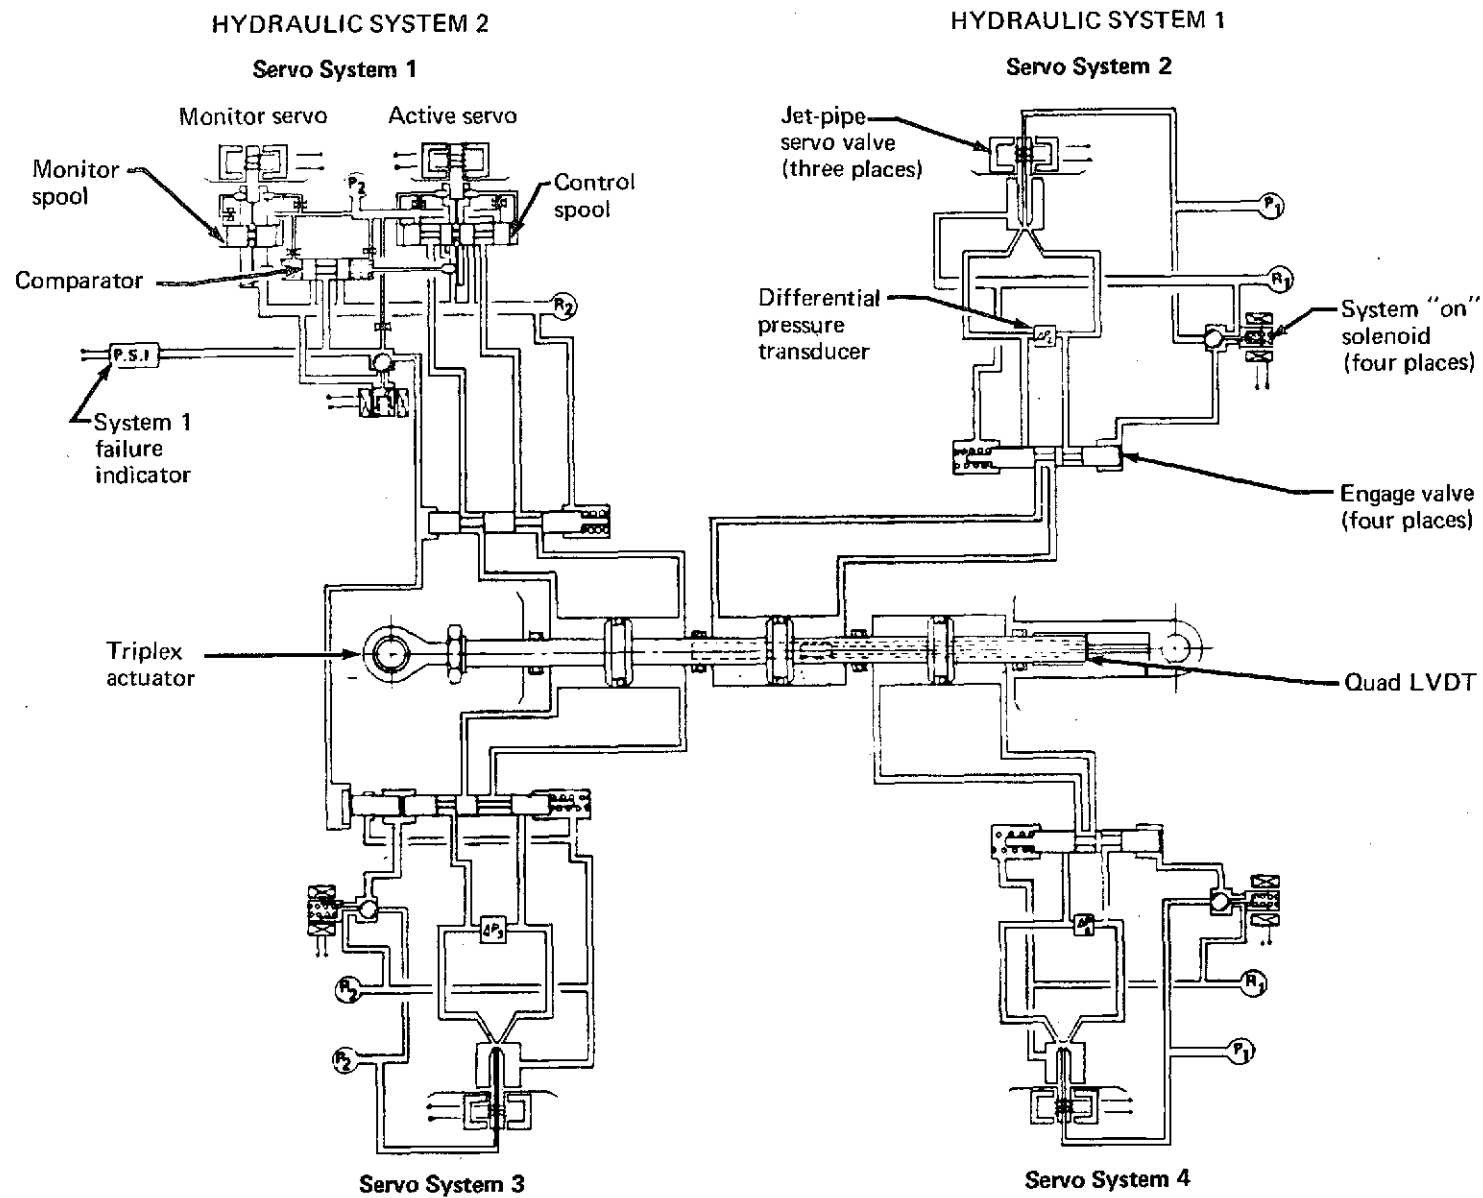 HYDRAULIC SYSTEM 2
Servo System 1
HYDRAULIC SYSTEM 1
Servo System 2
Monitor servo
Active servo
Monitor
spool
P2
Control
spool
Comparator
R2
P.S.I
System 1
failure
indicator
Jet-pipe
servo valve
(three places)
P1
R1
Differential
pressure
transducer
ΔP2
System "on"
solenoid
(four places)
Engage valve
(four places)
Triplex
actuator
Quad LVDT
ΔP3
R2
P2
Servo System 3
R1
P1
Servo System 4